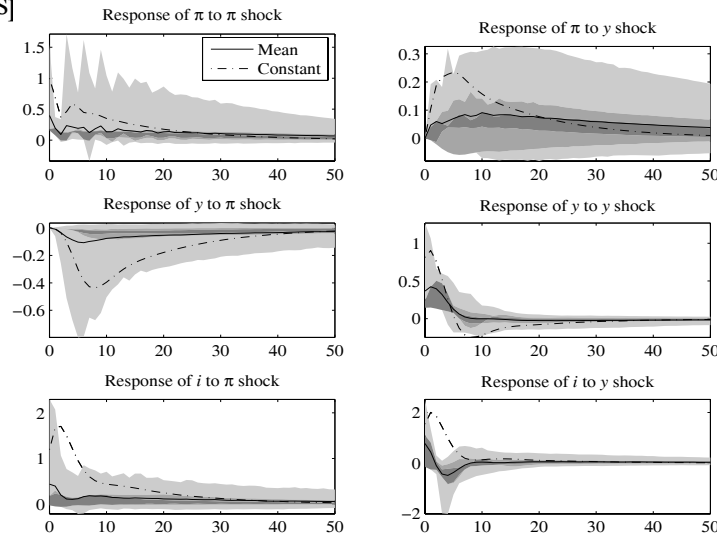 S]
Response of π to π shock
1.5
1
0.5
0
0 10 20 30 40 50
Mean
Constant
Response of π to y shock
0.3
0.2
0.1
0
0 10 20 30 40 50
Response of y to π shock
0
−0.2
−0.4
−0.6
0 10 20 30 40 50
Response of y to y shock
1
0.5
0
0 10 20 30 40 50
Response of i to π shock
2
1
0
0 10 20 30 40 50
Response of i to y shock
2
0
−2
0 10 20 30 40 50